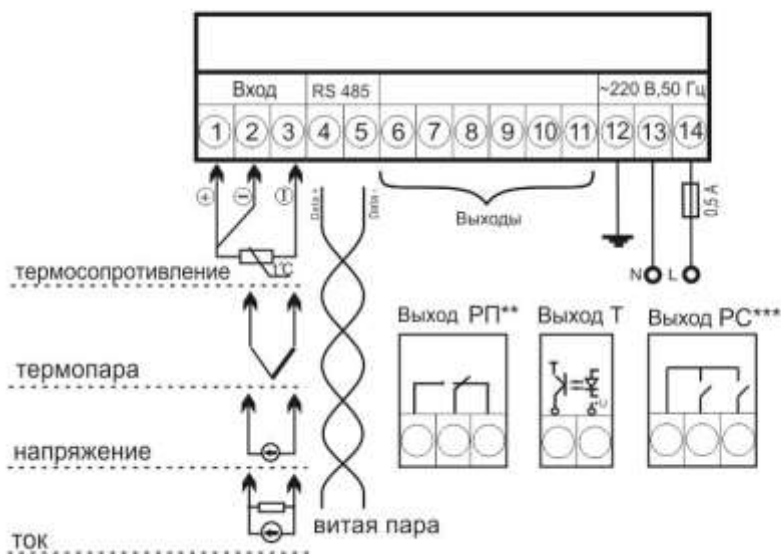 Вход RS 485 ~220 В,50 Гц
1 2 3 4 5 6 7 8 9 10 11 12 13 14
+ − I
Data + Data -
Выходы
0,5 А
t°C
термосопротивление
N L
Выход РП** Выход Т Выход РС***
T
термопара
напряжение
витая пара
ток